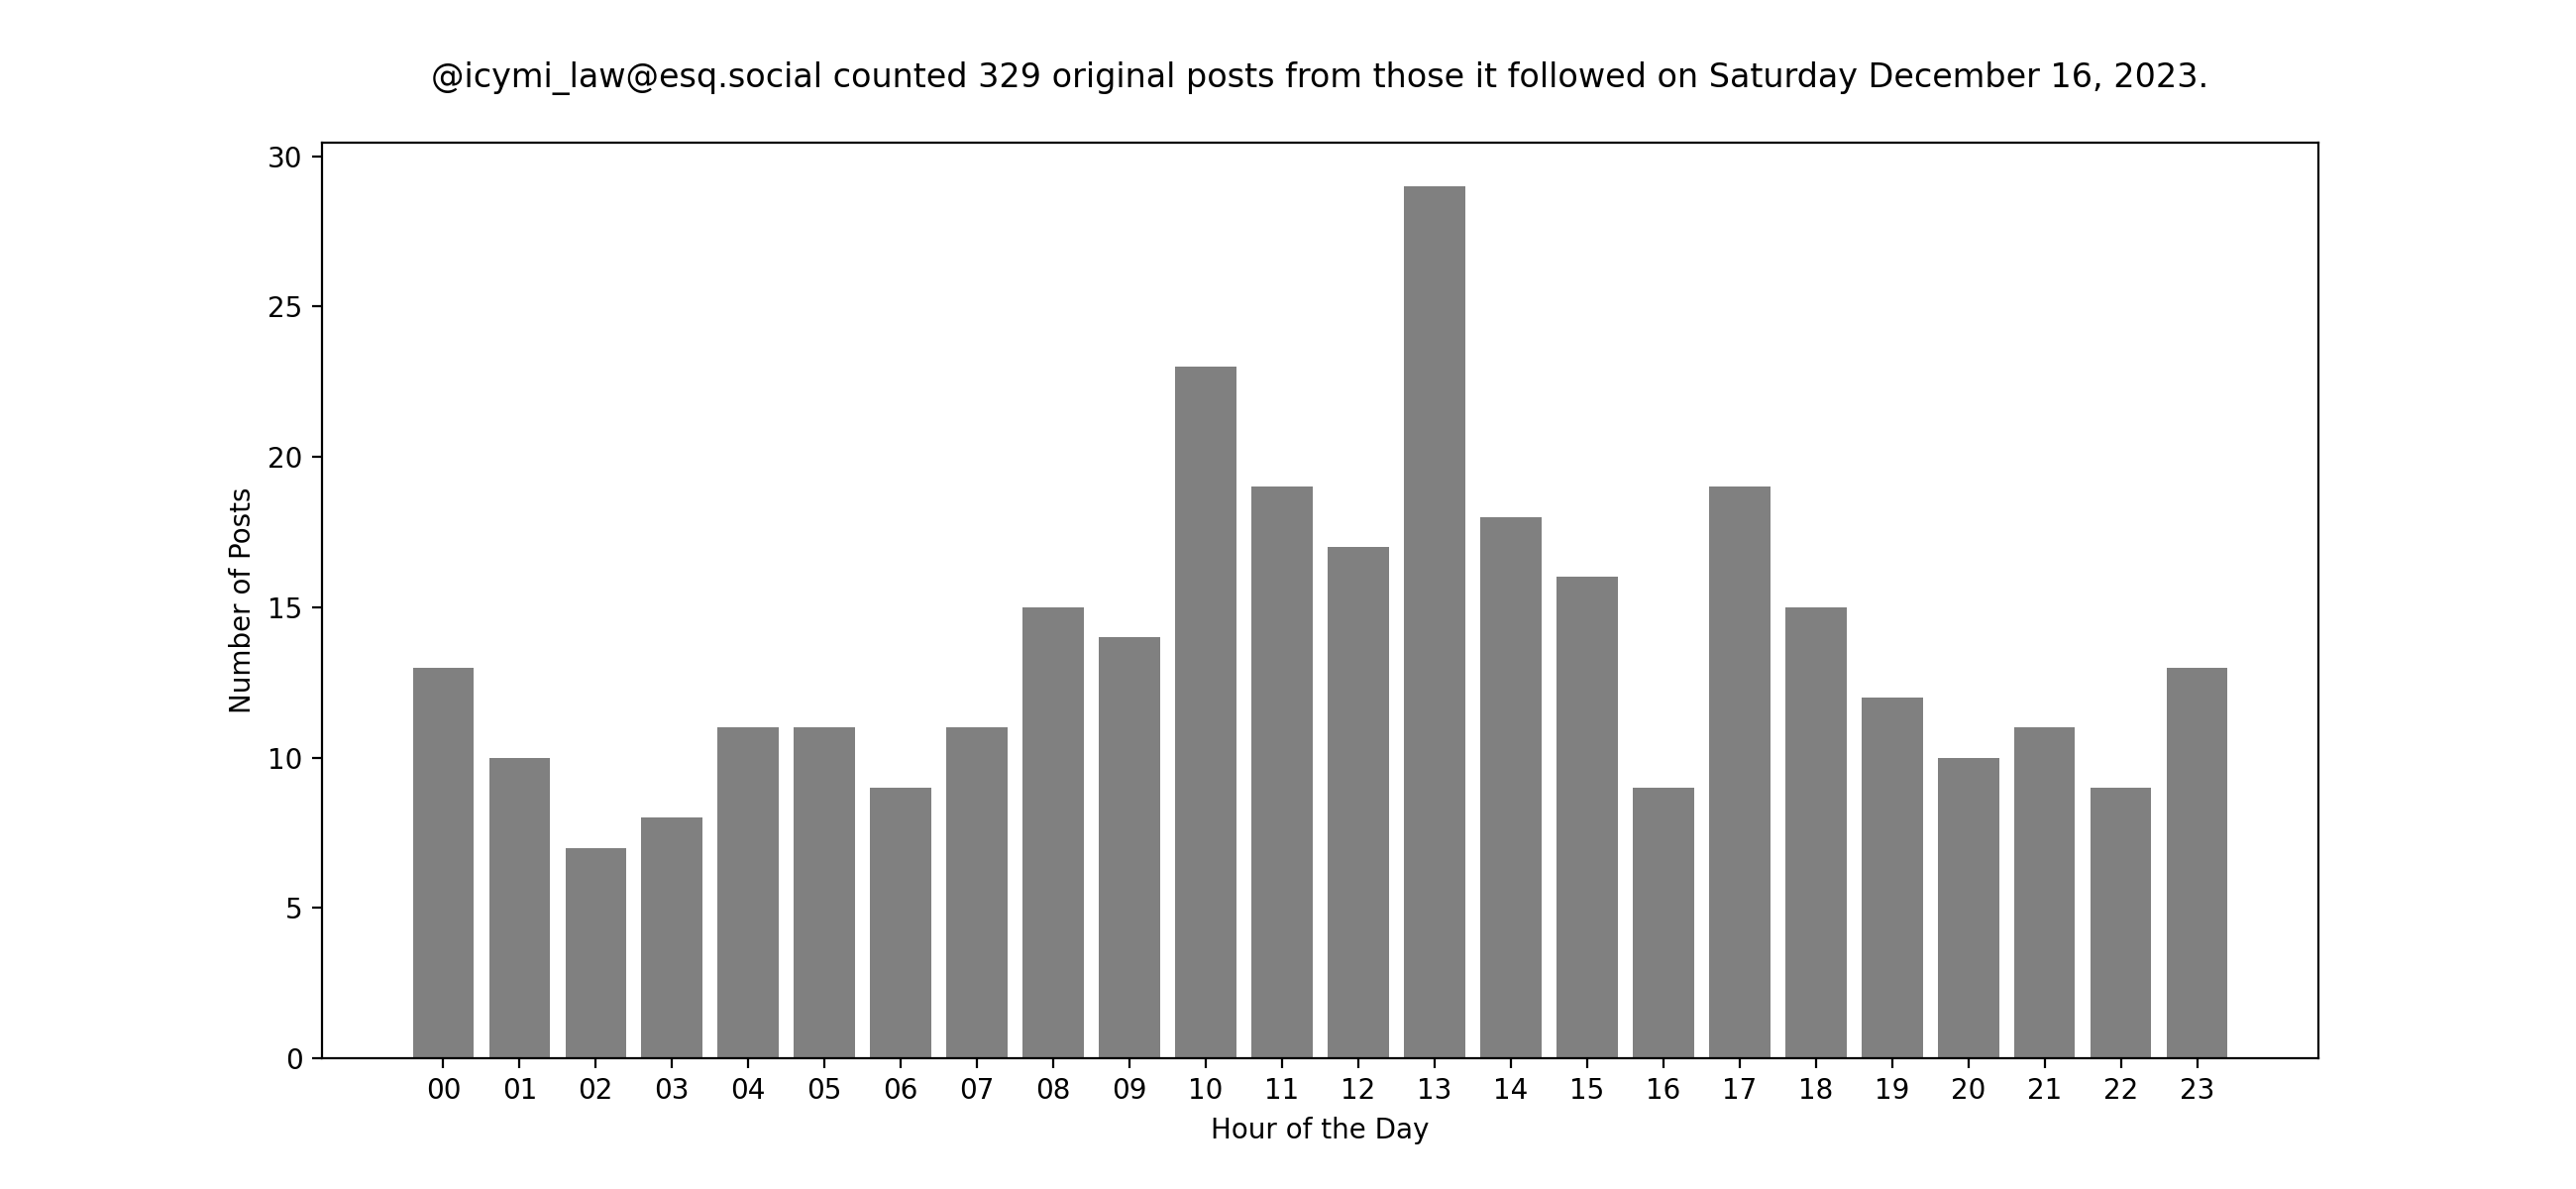 @icymi_law@esq.social counted 329 original posts from those it followed on Saturday December 16, 2023.
30
25
20
15
10
5
0
Number of Posts
00 01 02 03 04 05 06 07 08 09 10 11 12 13 14 15 16 17 18 19 20 21 22 23
Hour of the Day